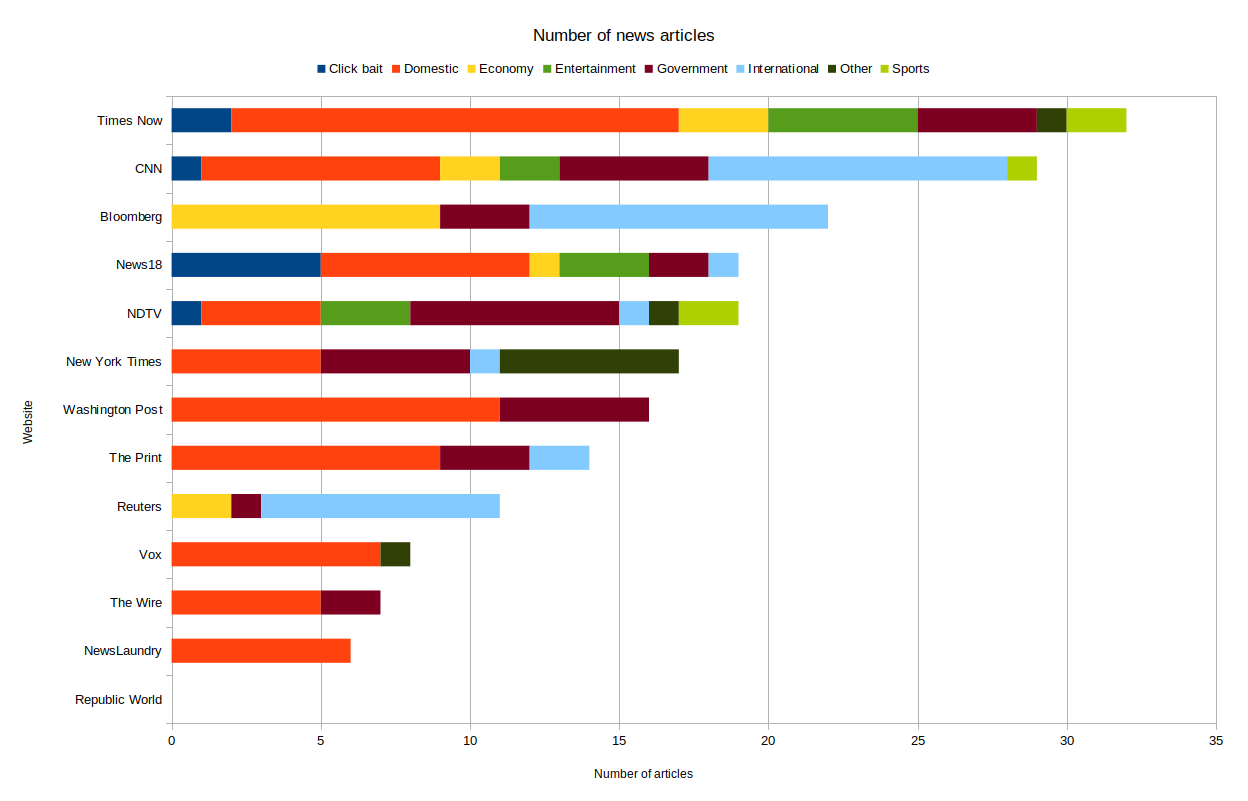 Number of news articles
Click bait Domestic Economy Entertainment Government International Other Sports
Times Now
CNN
Bloomberg
News18
NDTV
New York Times
Washington Post
The Print
Reuters
Vox
The Wire
NewsLaundry
Republic World
Website
0 5 10 15 20 25 30 35
Number of articles